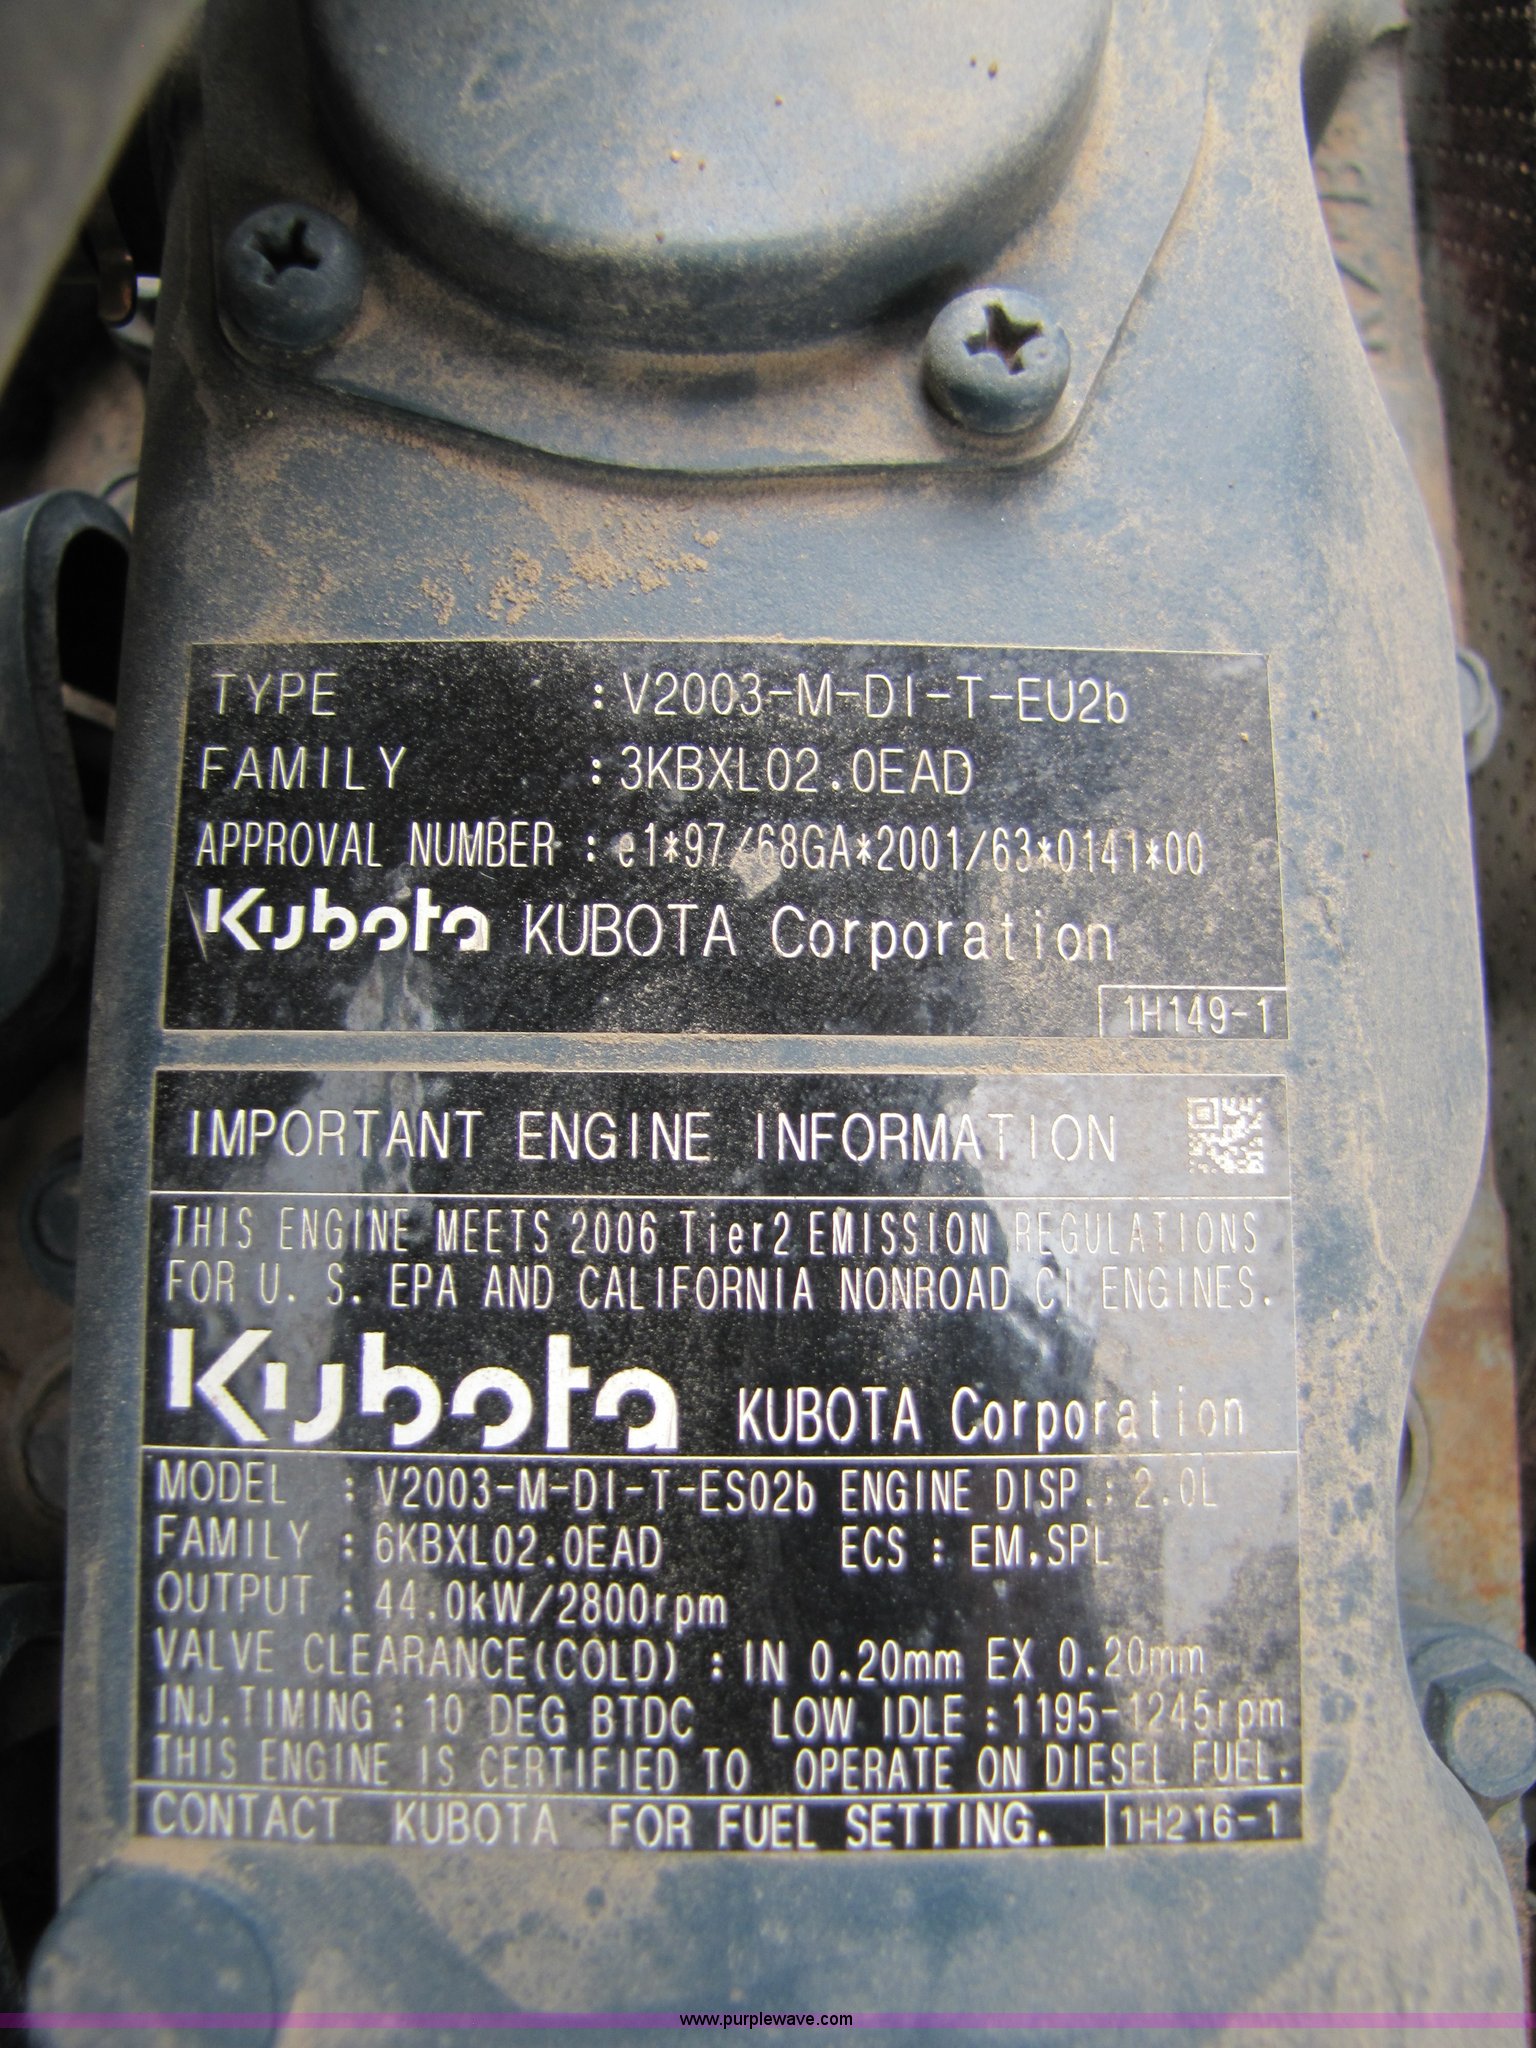 TYPE : V2003-M-DI-T-EU2b
FAMILY : 3KBXL02.0EAD
APPROVAL NUMBER : e1*97/68GA*2001/63*0141*00
Kubota KUBOTA Corporation
1H149-1
IMPORTANT ENGINE INFORMATION
THIS ENGINE MEETS 2006 Tier2 EMISSION REGULATIONS
FOR U. S. EPA AND CALIFORNIA NONROAD CI ENGINES.
Kubota KUBOTA Corporation
MODEL : V2003-M-DI-T-ES02b ENGINE DISP.: 2.0L
FAMILY : 6KBXL02.0EAD ECS : EM,SPL
OUTPUT : 44.0kW/2800rpm
VALVE CLEARANCE(COLD) : IN 0.20mm EX 0.20mm
INJ.TIMING : 10 DEG BTDC LOW IDLE : 1195-1245rpm
THIS ENGINE IS CERTIFIED TO OPERATE ON DIESEL FUEL.
CONTACT KUBOTA FOR FUEL SETTING. 1H216-1
www.purplewave.com